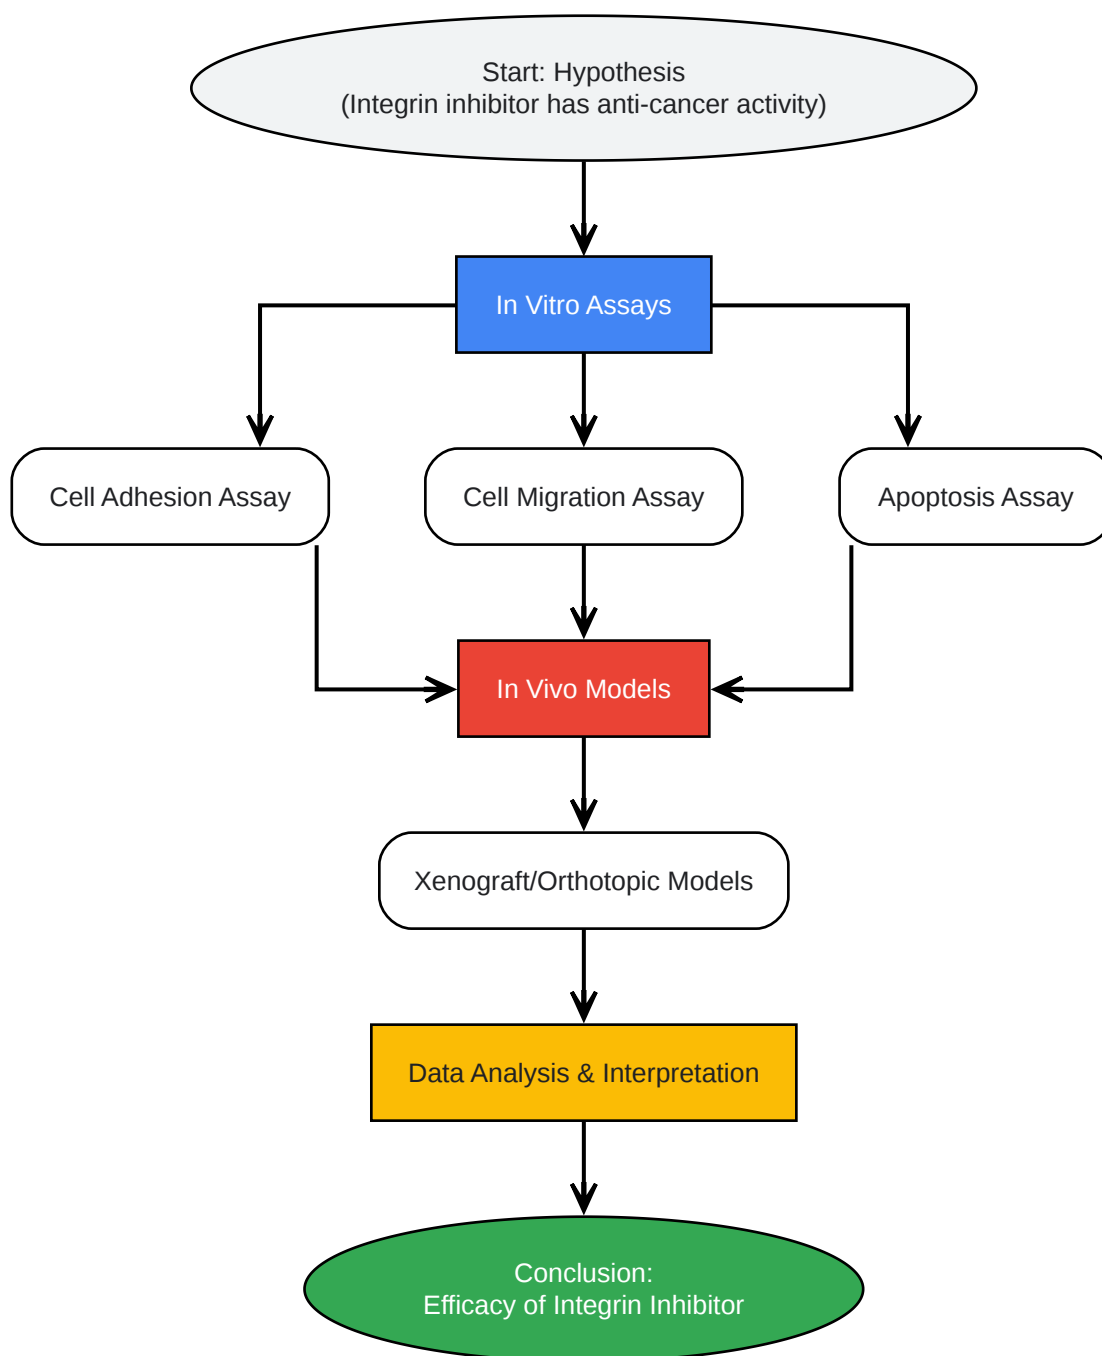 Start: Hypothesis
(Integrin inhibitor has anti-cancer activity)
In Vitro Assays
Cell Adhesion Assay
Cell Migration Assay
Apoptosis Assay
In Vivo Models
Xenograft/Orthotopic Models
Data Analysis & Interpretation
Conclusion:
Efficacy of Integrin Inhibitor